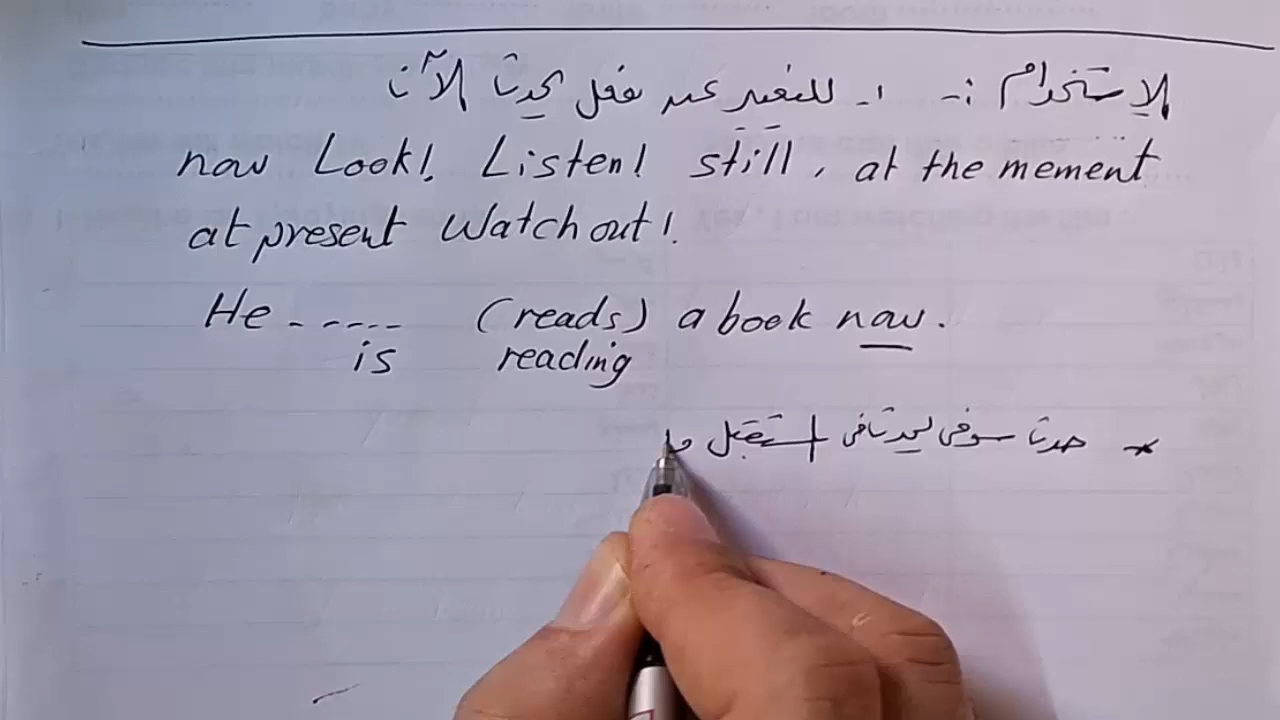 الاستخدام :- ١- للتعبير عن فعل يحدث الآن
now Look! Listen! still, at the mement
at present Watch out!
He ------ (reads) a book now.
is reading
* حدث سوف يحدث في المستقبل